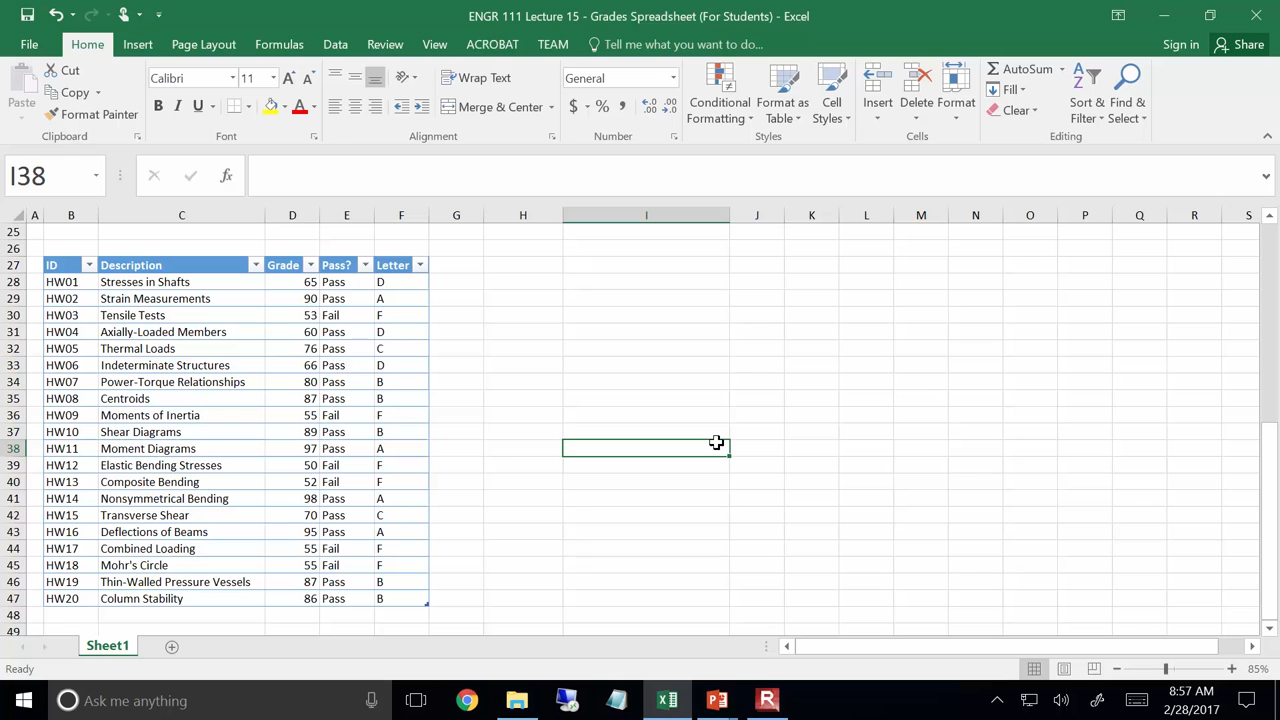 ENGR 111 Lecture 15 - Grades Spreadsheet (For Students) - Excel
File Home Insert Page Layout Formulas Data Review View ACROBAT TEAM Tell me what you want to do... Sign in Share
Paste
Cut
Copy
Format Painter
Clipboard
Calibri 11
B I U
Font
Wrap Text
Merge & Center
Alignment
General
$ % ,
Number
Conditional Formatting
Format as Table
Cell Styles
Styles
Insert Delete Format
Cells
AutoSum
Fill
Clear
Sort & Filter
Find & Select
Editing
I38 fx
A B C D E F G H I J K L M N O P Q R S
25
26
27 ID Description Grade Pass? Letter
28 HW01 Stresses in Shafts 65 Pass D
29 HW02 Strain Measurements 90 Pass A
30 HW03 Tensile Tests 53 Fail F
31 HW04 Axially-Loaded Members 60 Pass D
32 HW05 Thermal Loads 76 Pass C
33 HW06 Indeterminate Structures 66 Pass D
34 HW07 Power-Torque Relationships 80 Pass B
35 HW08 Centroids 87 Pass B
36 HW09 Moments of Inertia 55 Fail F
37 HW10 Shear Diagrams 89 Pass B
38 HW11 Moment Diagrams 97 Pass A
39 HW12 Elastic Bending Stresses 50 Fail F
40 HW13 Composite Bending 52 Fail F
41 HW14 Nonsymmetrical Bending 98 Pass A
42 HW15 Transverse Shear 70 Pass C
43 HW16 Deflections of Beams 95 Pass A
44 HW17 Combined Loading 55 Fail F
45 HW18 Mohr's Circle 55 Fail F
46 HW19 Thin-Walled Pressure Vessels 87 Pass B
47 HW20 Column Stability 86 Pass B
48
49
Sheet1
Ready 85%
Ask me anything
8:57 AM
2/28/2017